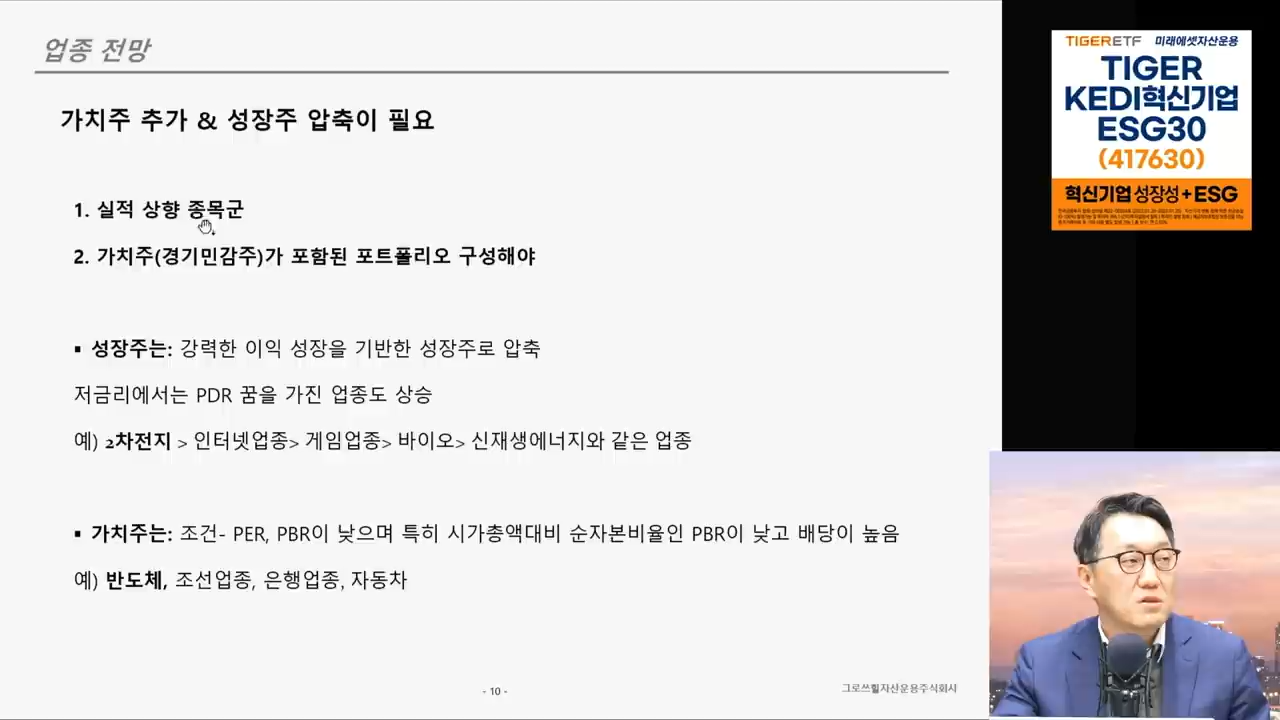 업종 전망
가치주 추가 & 성장주 압축이 필요
1. 실적 상향 종목군
2. 가치주(경기민감주)가 포함된 포트폴리오 구성해야
▪ 성장주는: 강력한 이익 성장을 기반한 성장주로 압축
저금리에서는 PDR 꿈을 가진 업종도 상승
예) 2차전지 > 인터넷업종> 게임업종> 바이오> 신재생에너지와 같은 업종
▪ 가치주는: 조건- PER, PBR이 낮으며 특히 시가총액대비 순자본비율인 PBR이 낮고 배당이 높음
예) 반도체, 조선업종, 은행업종, 자동차
- 10 -
그로쓰힐자산운용주식회사
TIGERETF 미래에셋자산운용
TIGER
KEDI혁신기업
ESG30
(417630)
혁신기업 성장성+ESG